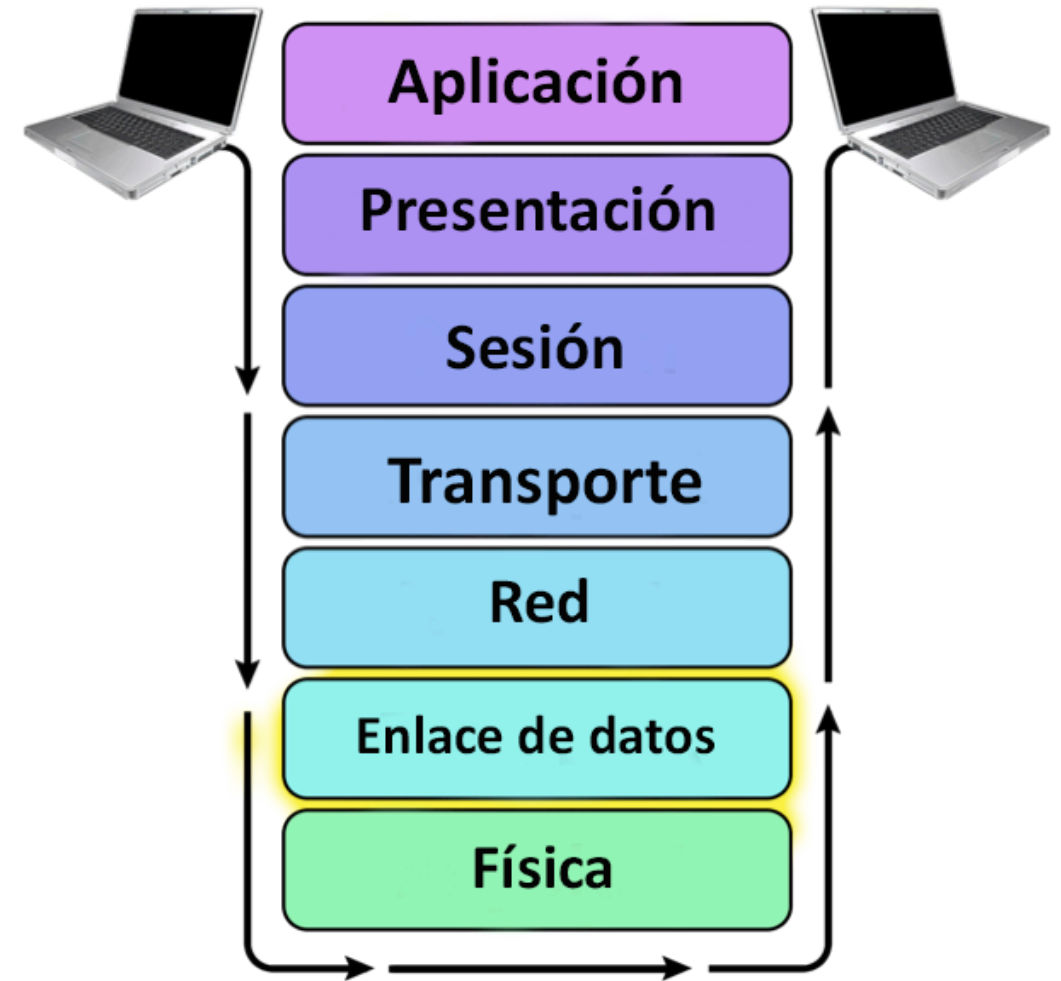 Aplicación
Presentación
Sesión
Transporte
Red
Enlace de datos
Física